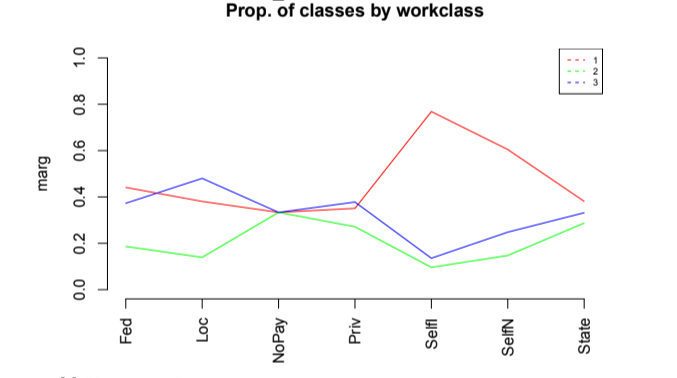 Prop. of classes by workclass
1
2
3
marg
1.0
0.8
0.6
0.4
0.2
0.0
Fed
Loc
NoPay
Priv
SelfI
SelfN
State